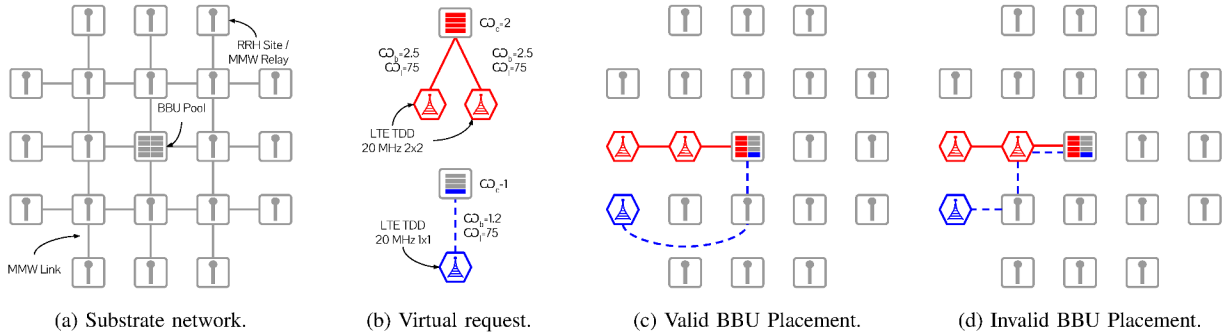 RRH Site /
MMW Relay
BBU Pool
MMW Link
(a) Substrate network.
ω_c=2
ω_b=2.5
ω_l=75
ω_b=2.5
ω_l=75
LTE TDD
20 MHz 2x2
ω_c=1
LTE TDD
20 MHz 1x1
ω_b=1.2
ω_l=75
(b) Virtual request.
(c) Valid BBU Placement.
(d) Invalid BBU Placement.